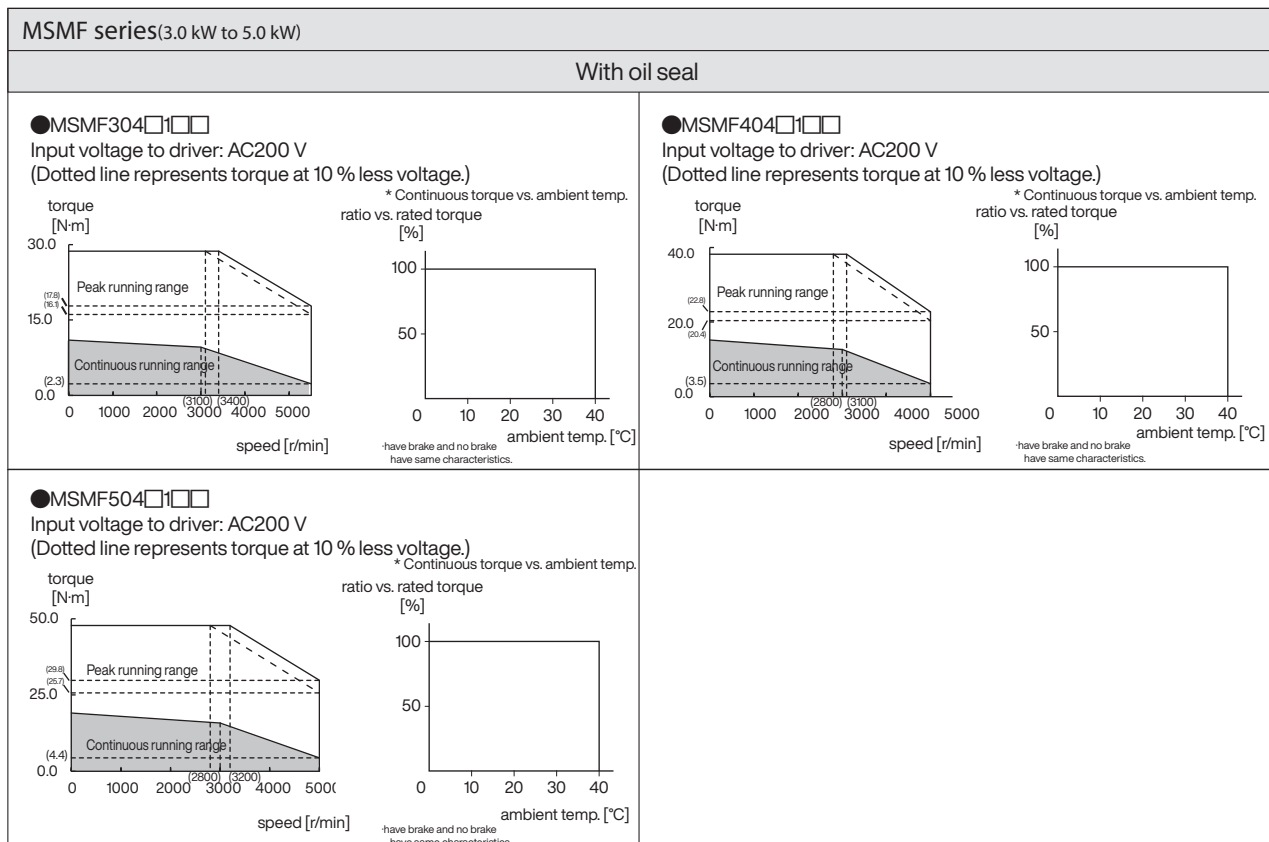 MSMF series(3.0 kW to 5.0 kW)
With oil seal
●MSMF304□1□□
Input voltage to driver: AC200 V
(Dotted line represents torque at 10 % less voltage.)
* Continuous torque vs. ambient temp.
torque
[N·m]
ratio vs. rated torque
[%]
30.0
(17.8)
(16.1)
15.0
(2.3)
0.0
Peak running range
Continuous running range
(3100) (3400)
0 1000 2000 3000 4000 5000
speed [r/min]
100
50
0 10 20 30 40
ambient temp. [°C]
·have brake and no brake
have same characteristics.
●MSMF404□1□□
Input voltage to driver: AC200 V
(Dotted line represents torque at 10 % less voltage.)
* Continuous torque vs. ambient temp.
torque
[N·m]
ratio vs. rated torque
[%]
40.0
(22.8)
20.0
(20.4)
(3.5)
0.0
Peak running range
Continuous running range
(2800) (3100)
0 1000 2000 3000 4000 5000
speed [r/min]
100
50
0 10 20 30 40
ambient temp. [°C]
·have brake and no brake
have same characteristics.
●MSMF504□1□□
Input voltage to driver: AC200 V
(Dotted line represents torque at 10 % less voltage.)
* Continuous torque vs. ambient temp.
torque
[N·m]
ratio vs. rated torque
[%]
50.0
(29.8)
(25.7)
25.0
(4.4)
0.0
Peak running range
Continuous running range
(2800) (3200)
0 1000 2000 3000 4000 5000
speed [r/min]
100
50
0 10 20 30 40
ambient temp. [°C]
·have brake and no brake
have same characteristics.